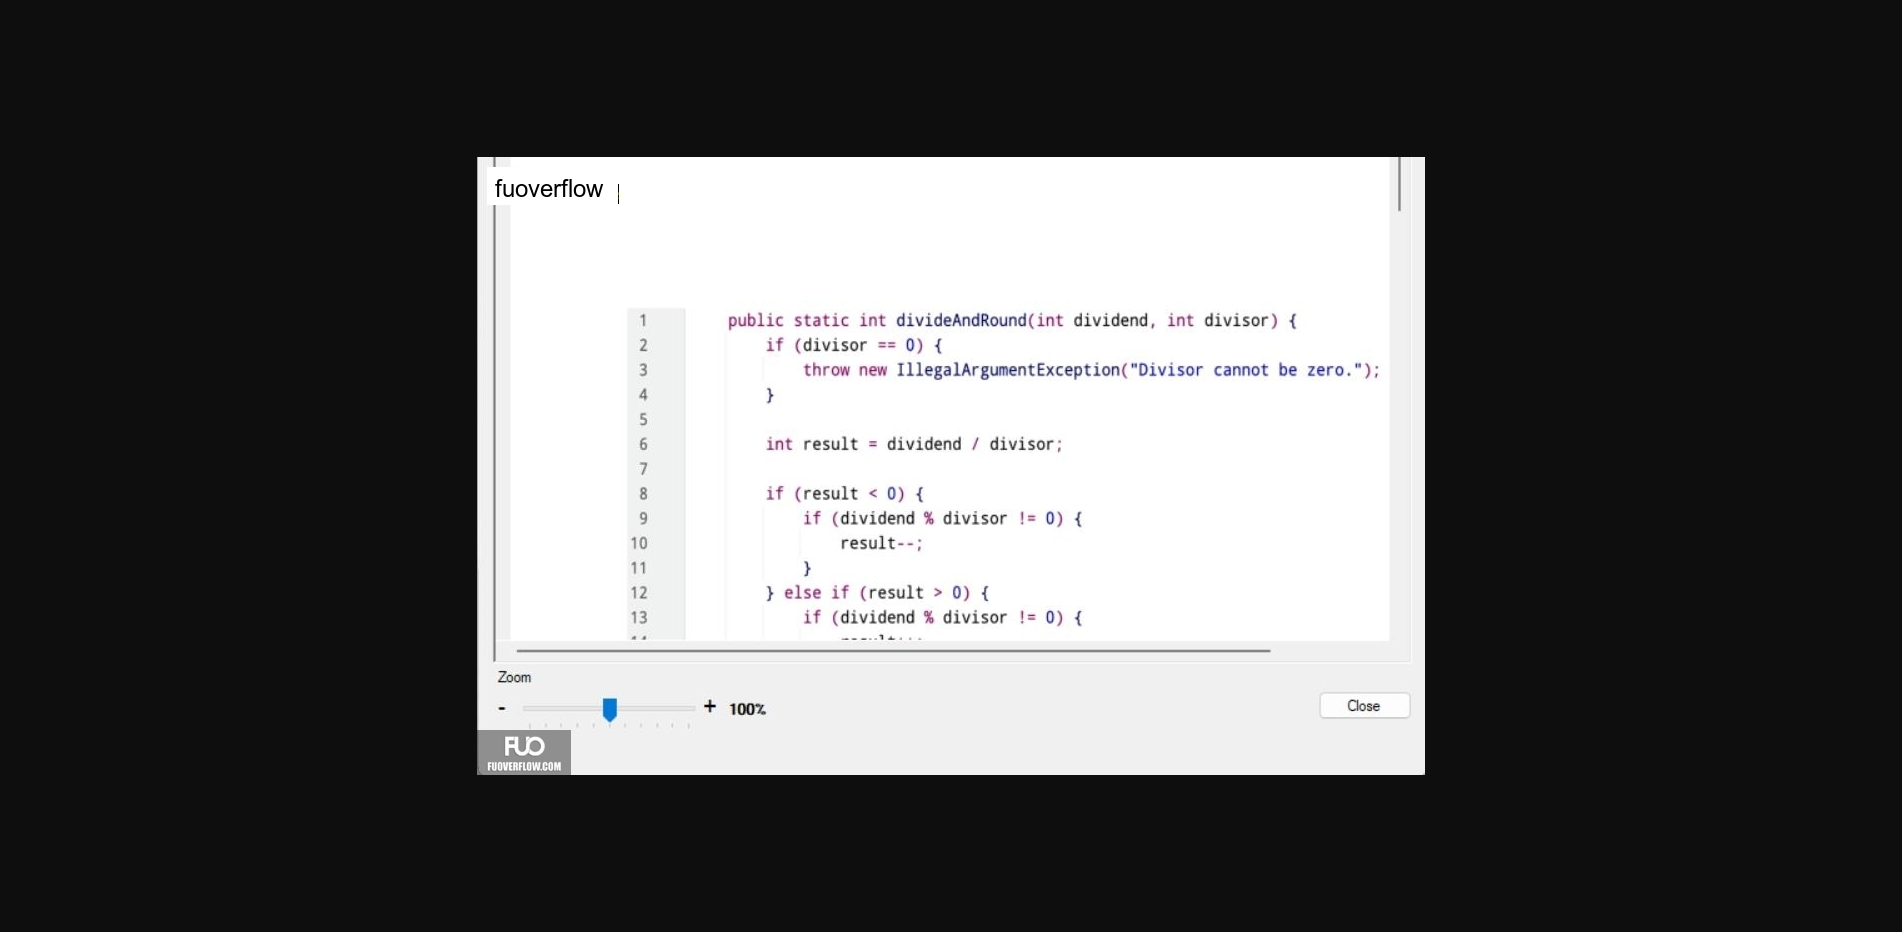 fuoverflow
1 public static int divideAndRound(int dividend, int divisor) {
2 if (divisor == 0) {
3 throw new IllegalArgumentException("Divisor cannot be zero.");
4 }
5
6 int result = dividend / divisor;
7
8 if (result < 0) {
9 if (dividend % divisor != 0) {
10 result--;
11 }
12 } else if (result > 0) {
13 if (dividend % divisor != 0) {
Zoom
- + 100%
Close
FUO
FUOVERFLOW.COM